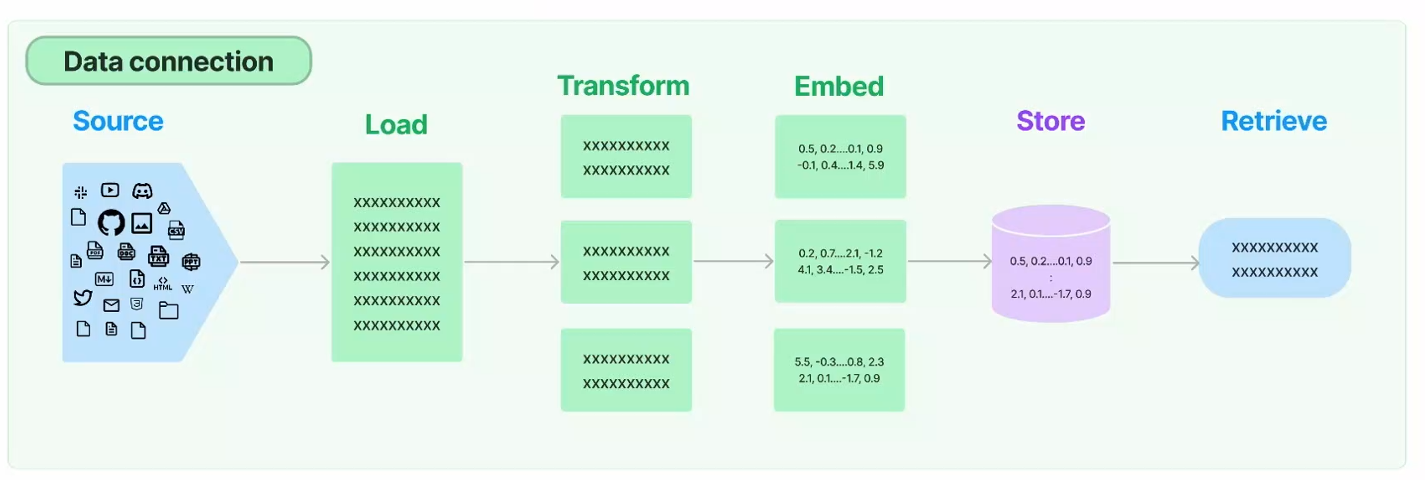 Data connection
Source
Load
Transform
Embed
Store
Retrieve
CSV
PDF
DOC
TXT
PPT
M↓
HTML
W
XXXXXXXXXX
XXXXXXXXXX
XXXXXXXXXX
XXXXXXXXXX
XXXXXXXXXX
XXXXXXXXXX
XXXXXXXXXX
XXXXXXXXXX
XXXXXXXXXX
XXXXXXXXXX
XXXXXXXXXX
XXXXXXXXXX
0.5, 0.2....0.1, 0.9
-0.1, 0.4....1.4, 5.9
0.2, 0.7....2.1, -1.2
4.1, 3.4....-1.5, 2.5
5.5, -0.3....0.8, 2.3
2.1, 0.1....-1.7, 0.9
0.5, 0.2....0.1, 0.9
:
2.1, 0.1....-1.7, 0.9
XXXXXXXXXX
XXXXXXXXXX